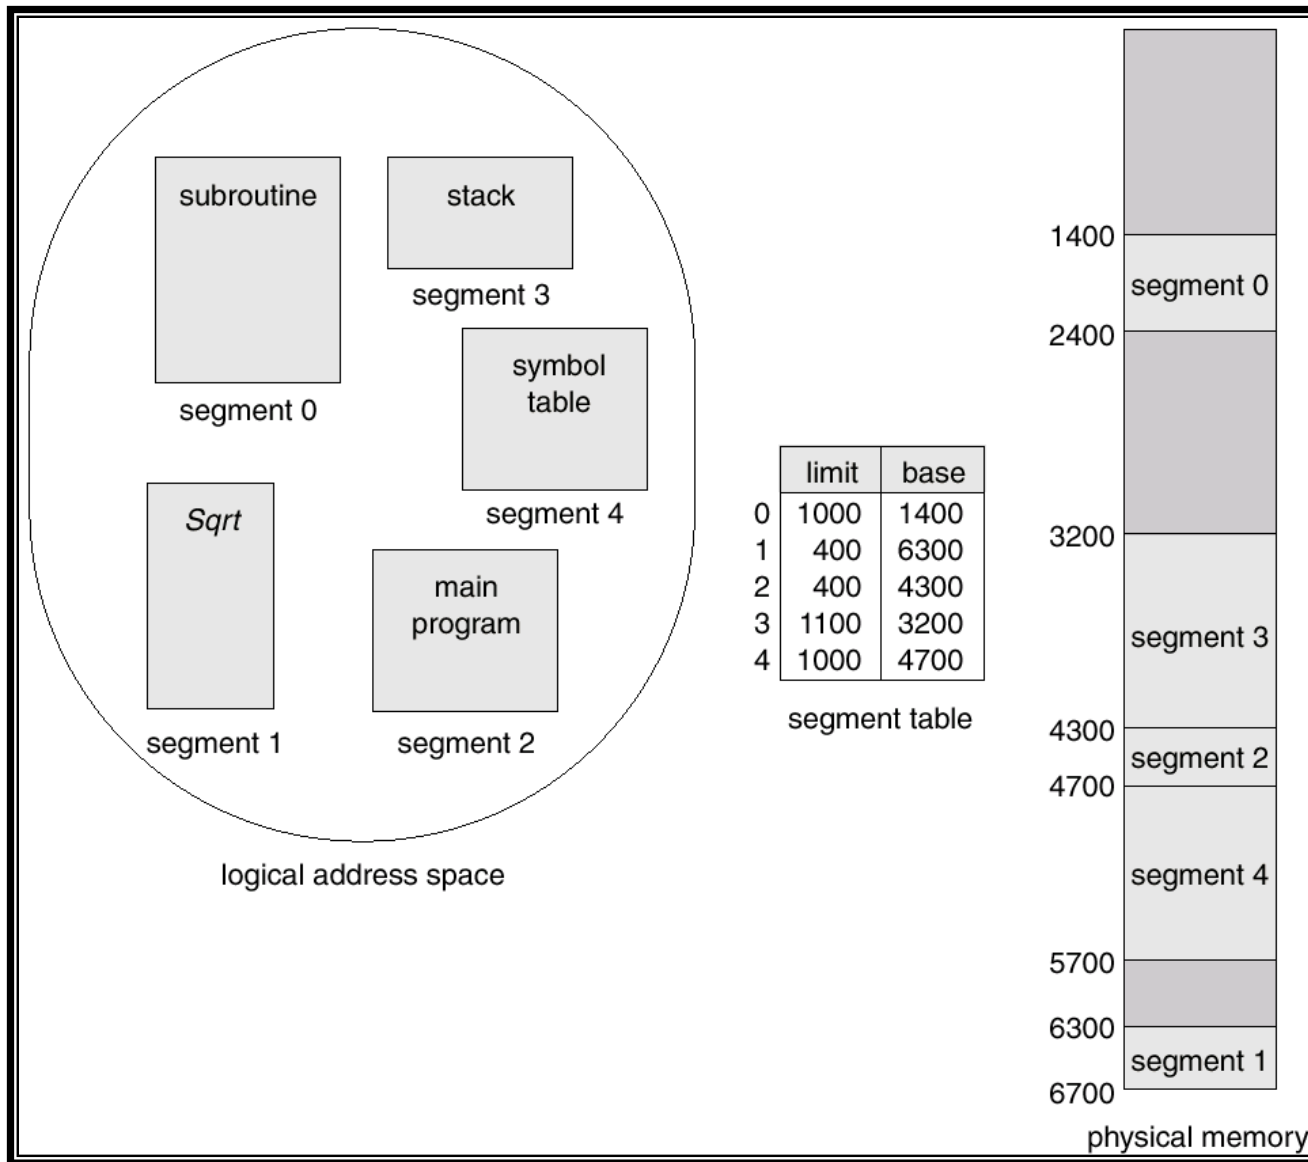 subroutine
segment 0
stack
segment 3
symbol
table
segment 4
Sqrt
segment 1
main
program
segment 2
logical address space
limit base
0 1000 1400
1 400 6300
2 400 4300
3 1100 3200
4 1000 4700
segment table
1400
segment 0
2400
3200
segment 3
4300
segment 2
4700
segment 4
5700
6300
segment 1
6700
physical memory